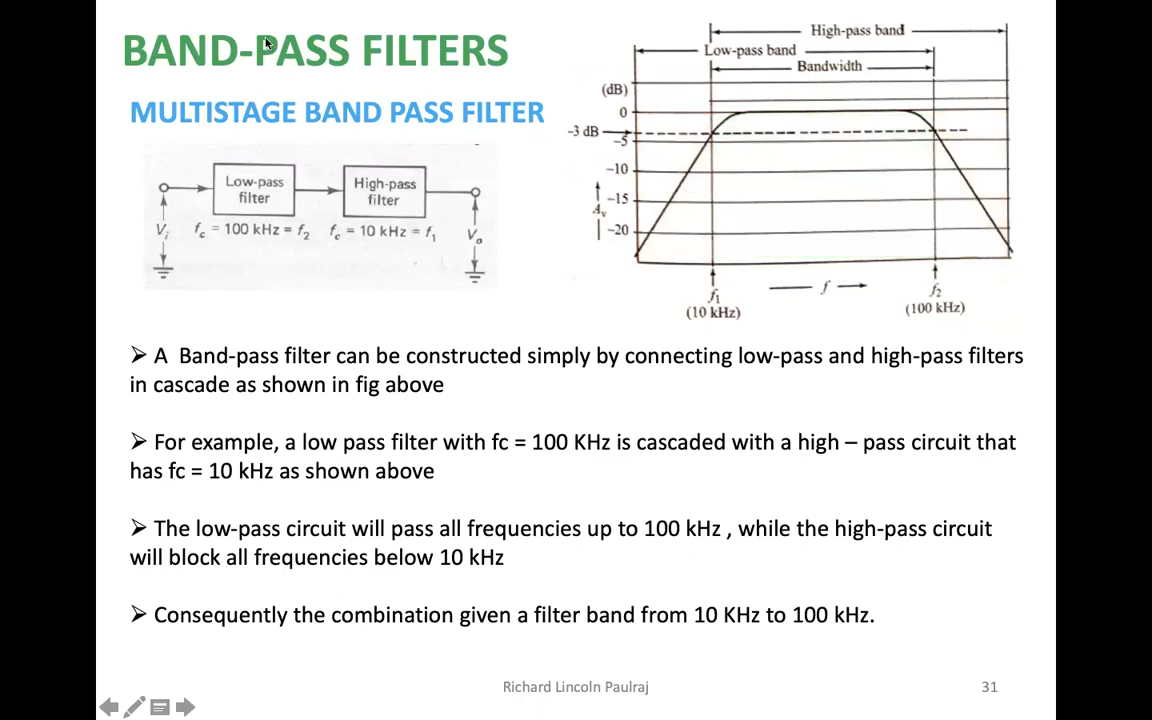 BAND-PASS FILTERS
MULTISTAGE BAND PASS FILTER
Low-pass
filter
High-pass
filter
Vi
fc = 100 kHz = f2
fc = 10 kHz = f1
Vo
High-pass band
Low-pass band
Bandwidth
(dB)
0
-3 dB
-5
-10
-15
Av
-20
f1
(10 kHz)
f
f2
(100 kHz)
➢ A Band-pass filter can be constructed simply by connecting low-pass and high-pass filters
in cascade as shown in fig above
➢ For example, a low pass filter with fc = 100 KHz is cascaded with a high – pass circuit that
has fc = 10 kHz as shown above
➢ The low-pass circuit will pass all frequencies up to 100 kHz , while the high-pass circuit
will block all frequencies below 10 kHz
➢ Consequently the combination given a filter band from 10 KHz to 100 kHz.
Richard Lincoln Paulraj
31